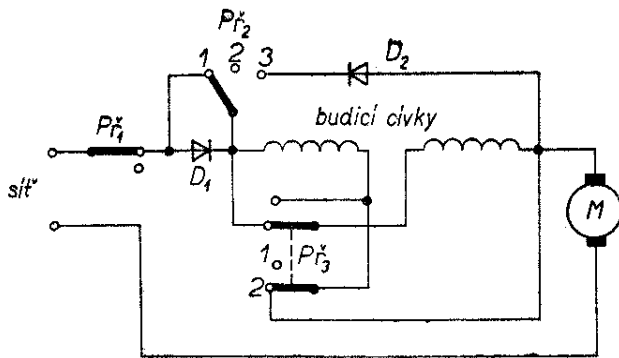 Př₂
1 2 3
D₂
budicí cívky
Př₁
síť
D₁
M
1 Př₃
2